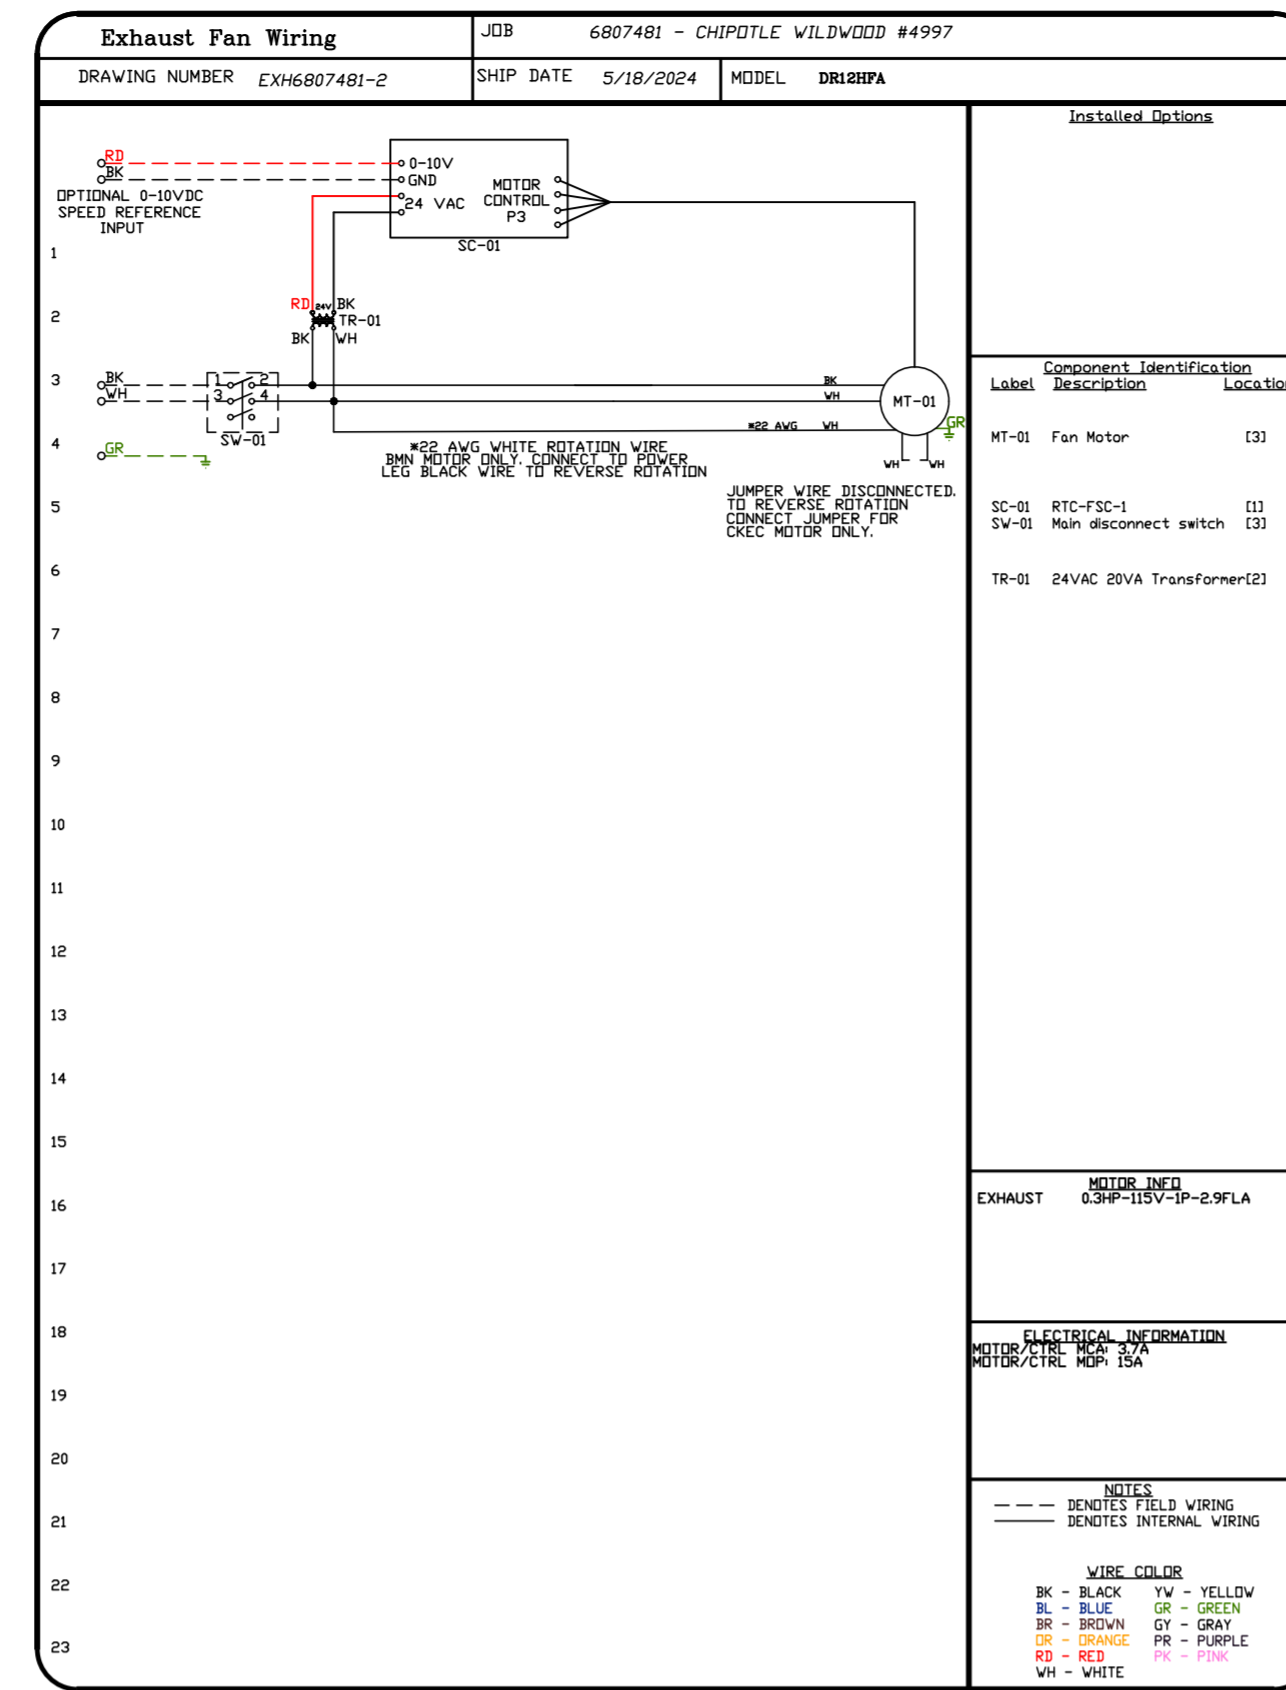 Exhaust Fan Wiring
JOB 6807481 - CHIPOTLE WILDWOOD #4997
DRAWING NUMBER EXH6807481-2
SHIP DATE 5/18/2024
MODEL DR12HFA
RD
BK
OPTIONAL 0-10VDC
SPEED REFERENCE
INPUT
0-10V
GND
24 VAC
MOTOR
CONTROL
P3
SC-01
RD 24V BK
TR-01
BK WH
BK
WH
1 2
3 4
SW-01
GR
BK
WH
*22 AWG WH
MT-01
GR
WH WH
*22 AWG WHITE ROTATION WIRE
BMN MOTOR ONLY. CONNECT TO POWER
LEG BLACK WIRE TO REVERSE ROTATION
JUMPER WIRE DISCONNECTED.
TO REVERSE ROTATION
CONNECT JUMPER FOR
CKEC MOTOR ONLY.
1
2
3
4
5
6
7
8
9
10
11
12
13
14
15
16
17
18
19
20
21
22
23
Installed Options
Component Identification
Label Description Location
MT-01 Fan Motor [3]
SC-01 RTC-FSC-1 [1]
SW-01 Main disconnect switch [3]
TR-01 24VAC 20VA Transformer[2]
MOTOR INFO
EXHAUST 0.3HP-115V-1P-2.9FLA
ELECTRICAL INFORMATION
MOTOR/CTRL MCA: 3.7A
MOTOR/CTRL MOP: 15A
NOTES
DENOTES FIELD WIRING
DENOTES INTERNAL WIRING
WIRE COLOR
BK - BLACK YW - YELLOW
BL - BLUE GR - GREEN
BR - BROWN GY - GRAY
OR - ORANGE PR - PURPLE
RD - RED PK - PINK
WH - WHITE